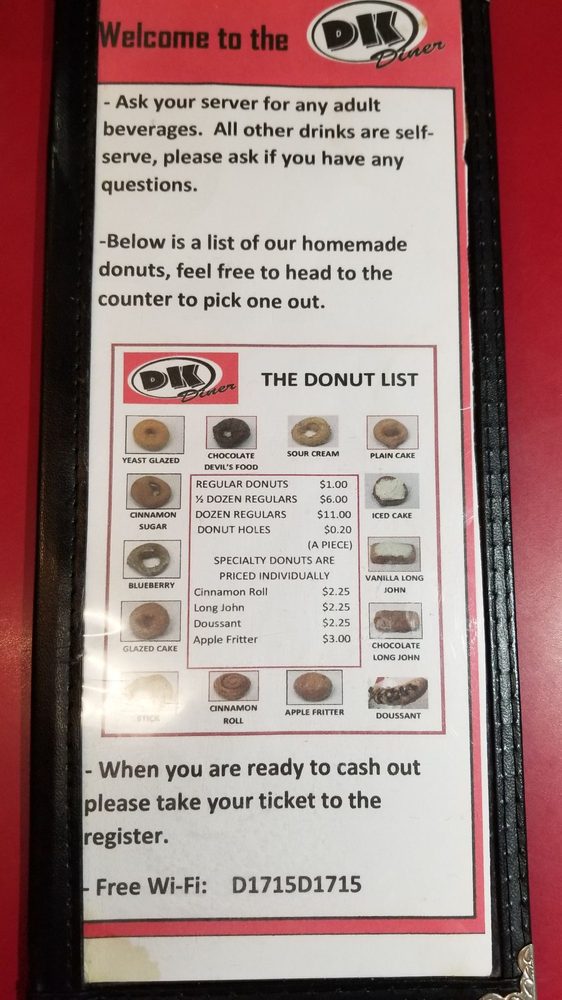 Welcome to the DK Diner
- Ask your server for any adult
beverages. All other drinks are self-
serve, please ask if you have any
questions.
-Below is a list of our homemade
donuts, feel free to head to the
counter to pick one out.
DK Diner THE DONUT LIST
YEAST GLAZED
CHOCOLATE
DEVIL'S FOOD
SOUR CREAM
PLAIN CAKE
CINNAMON
SUGAR
BLUEBERRY
GLAZED CAKE
REGULAR DONUTS $1.00
½ DOZEN REGULARS $6.00
DOZEN REGULARS $11.00
DONUT HOLES $0.20
(A PIECE)
SPECIALTY DONUTS ARE
PRICED INDIVIDUALLY
Cinnamon Roll $2.25
Long John $2.25
Doussant $2.25
Apple Fritter $3.00
ICED CAKE
VANILLA LONG
JOHN
CHOCOLATE
LONG JOHN
STICK
CINNAMON
ROLL
APPLE FRITTER
DOUSSANT
- When you are ready to cash out
please take your ticket to the
register.
- Free Wi-Fi: D1715D1715